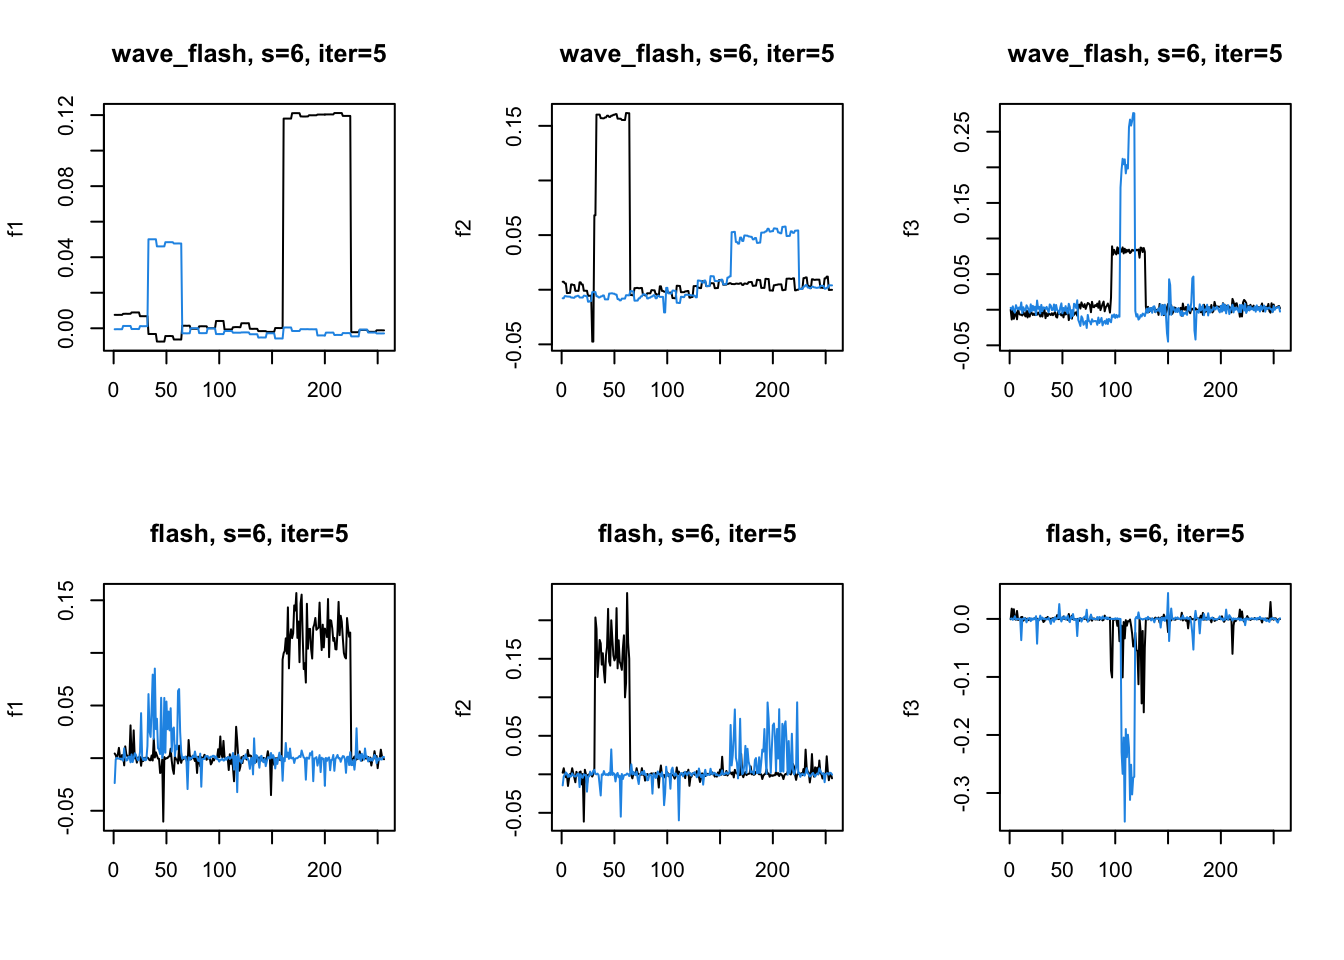 wave_flash, s=6, iter=5
f1
0.00 0.04 0.08 0.12
0 50 100 200
wave_flash, s=6, iter=5
f2
-0.05 0.05 0.15
0 50 100 200
wave_flash, s=6, iter=5
f3
-0.05 0.05 0.15 0.25
0 50 100 200
flash, s=6, iter=5
f1
-0.05 0.05 0.15
0 50 100 200
flash, s=6, iter=5
f2
-0.05 0.05 0.15
0 50 100 200
flash, s=6, iter=5
f3
-0.3 -0.2 -0.1 0.0
0 50 100 200